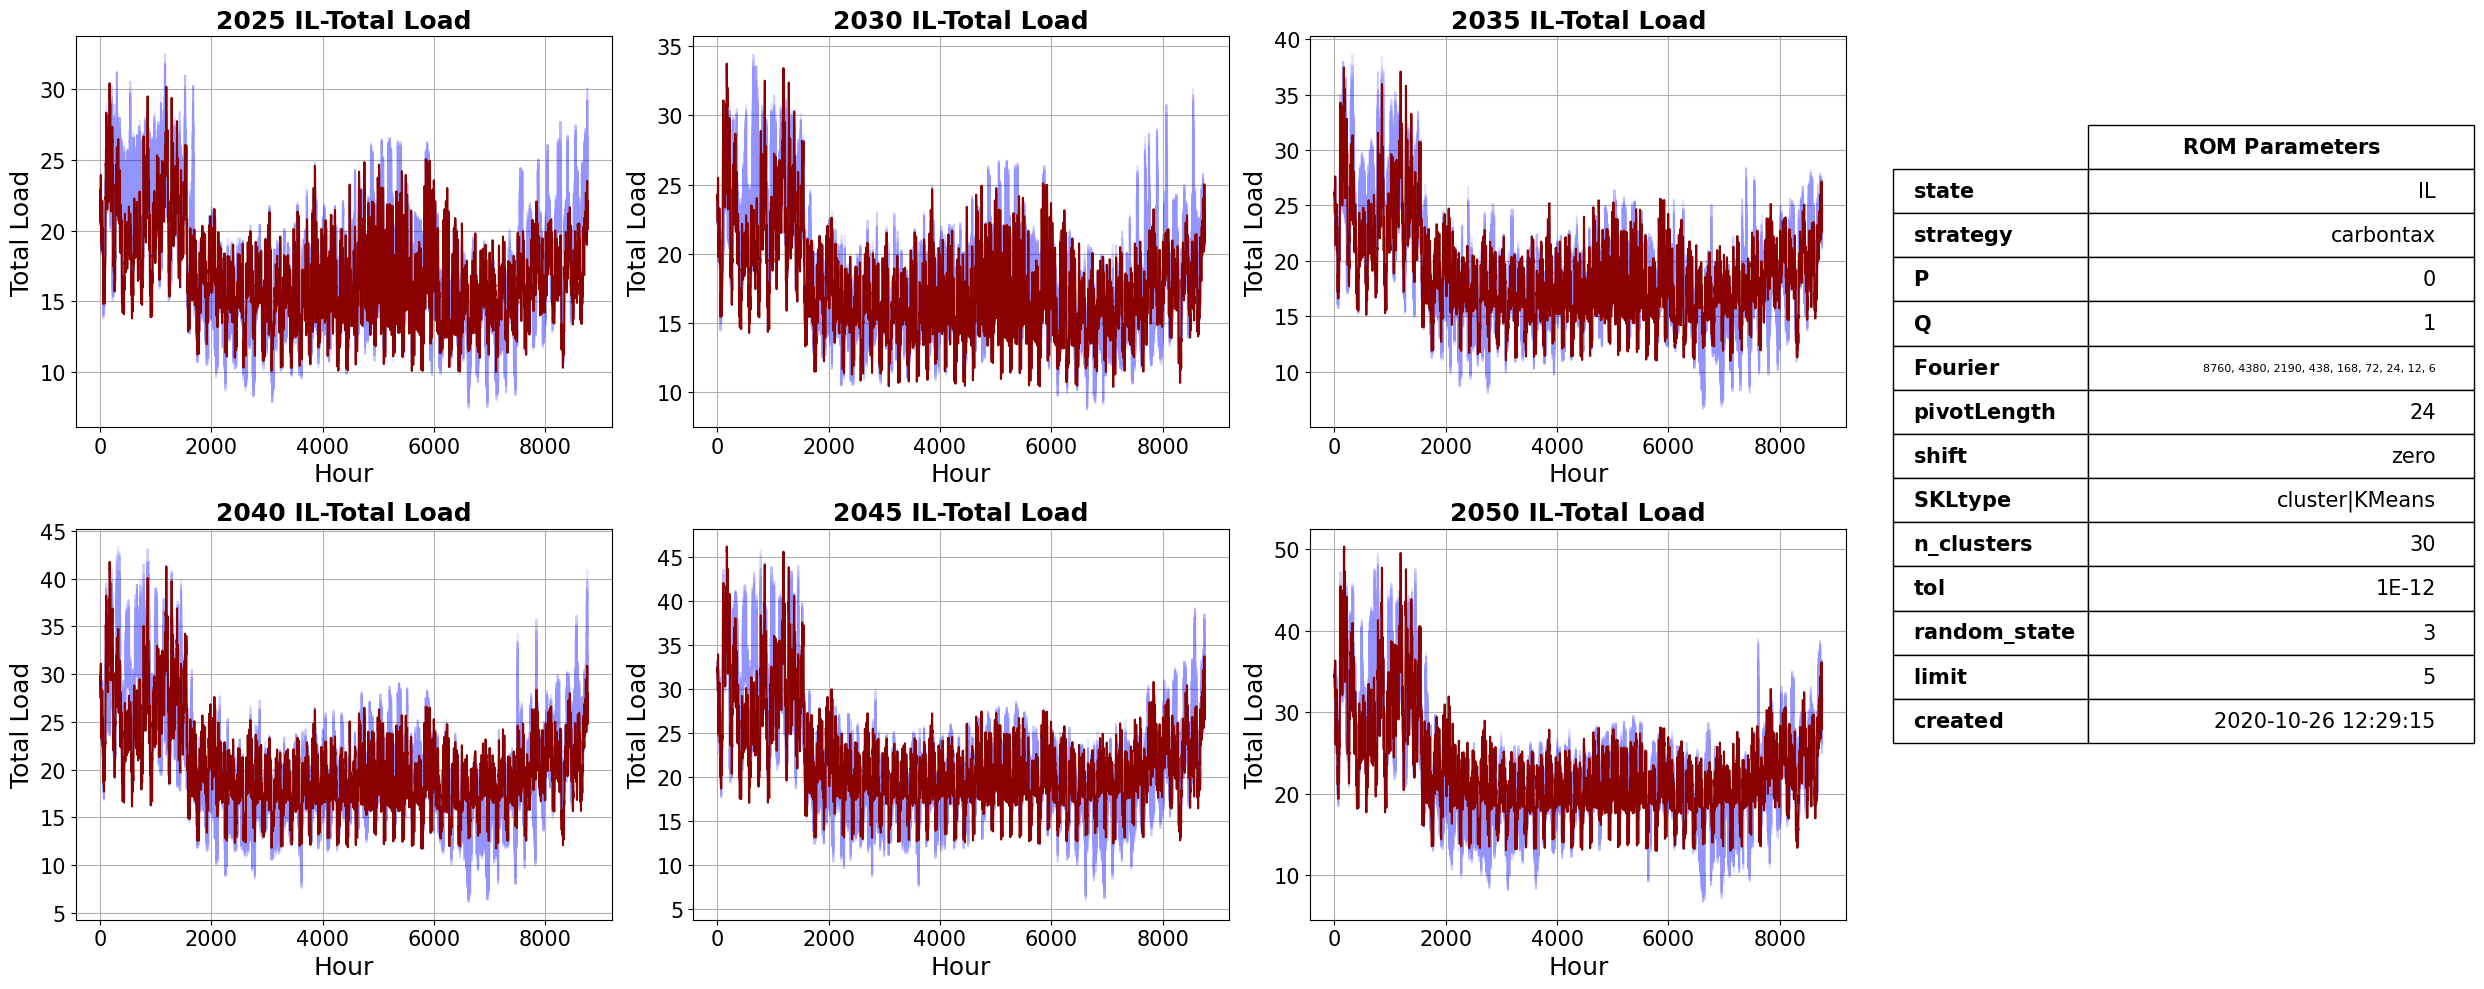 2025 IL-Total Load
Total Load
30
25
20
15
10
0 2000 4000 6000 8000
Hour
2030 IL-Total Load
Total Load
35
30
25
20
15
10
0 2000 4000 6000 8000
Hour
2035 IL-Total Load
Total Load
40
35
30
25
20
15
10
0 2000 4000 6000 8000
Hour
2040 IL-Total Load
Total Load
45
40
35
30
25
20
15
10
5
0 2000 4000 6000 8000
Hour
2045 IL-Total Load
Total Load
45
40
35
30
25
20
15
10
5
0 2000 4000 6000 8000
Hour
2050 IL-Total Load
Total Load
50
40
30
20
10
0 2000 4000 6000 8000
Hour
ROM Parameters
state IL
strategy carbontax
P 0
Q 1
Fourier 8760, 4380, 2190, 438, 168, 72, 24, 12, 6
pivotLength 24
shift zero
SKLtype cluster|KMeans
n_clusters 30
tol 1E-12
random_state 3
limit 5
created 2020-10-26 12:29:15